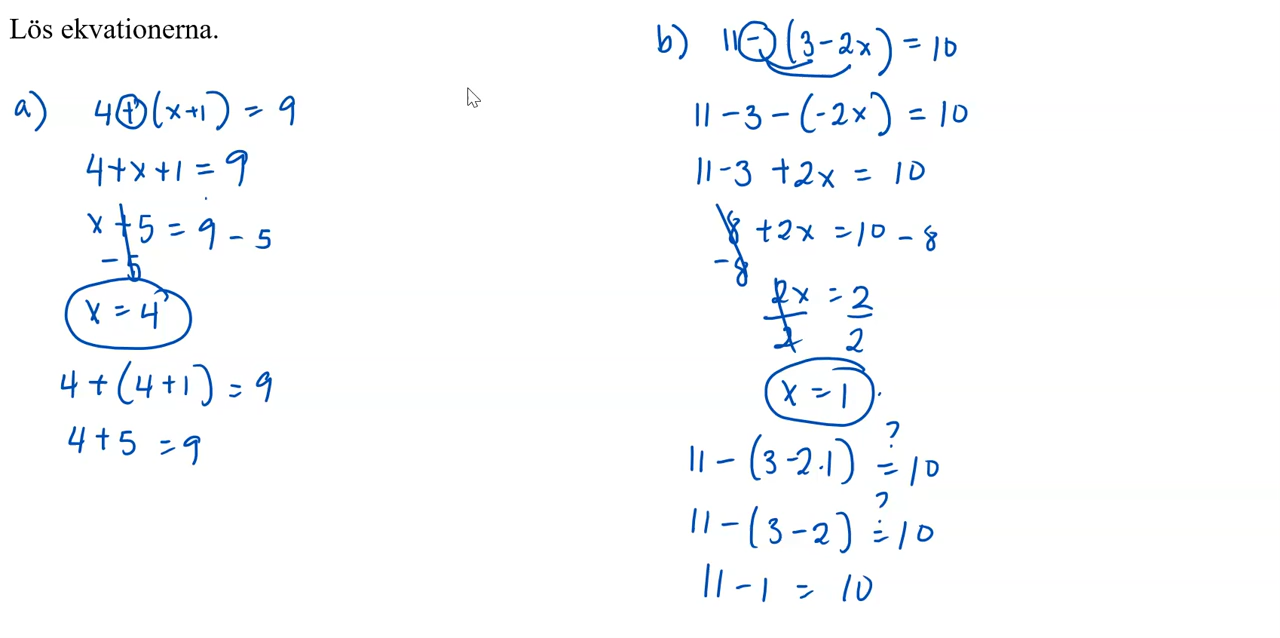 Lös ekvationerna.
a) 4+(x+1) = 9
4+x+1 = 9
x+5 = 9-5
-5
x = 4
4+(4+1) = 9
4+5 = 9
b) 11-(3-2x) = 10
11-3-(-2x) = 10
11-3+2x = 10
8+2x = 10-8
-8
2x = 2
2 2
x = 1
?
11-(3-2·1) = 10
?
11-(3-2) = 10
11-1 = 10